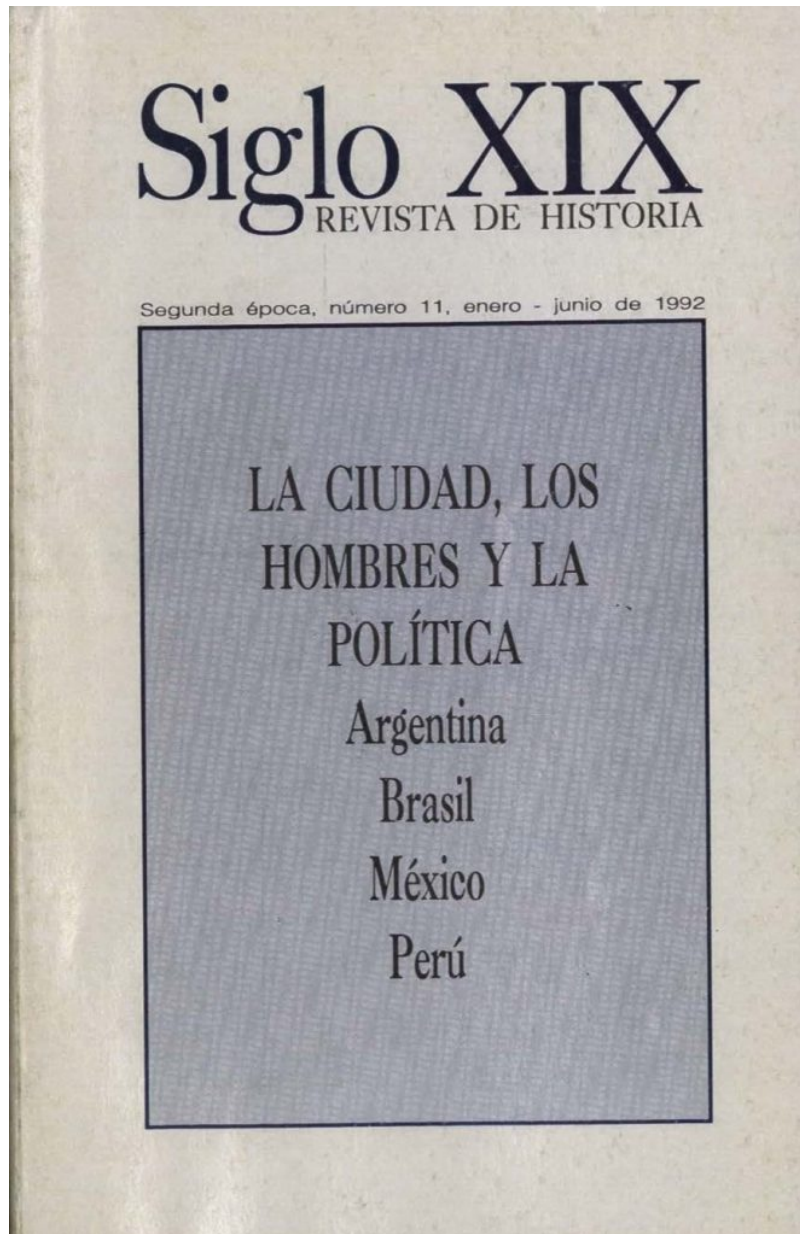 Siglo XIX
REVISTA DE HISTORIA
Segunda época, número 11, enero - junio de 1992
LA CIUDAD, LOS
HOMBRES Y LA
POLÍTICA
Argentina
Brasil
México
Perú